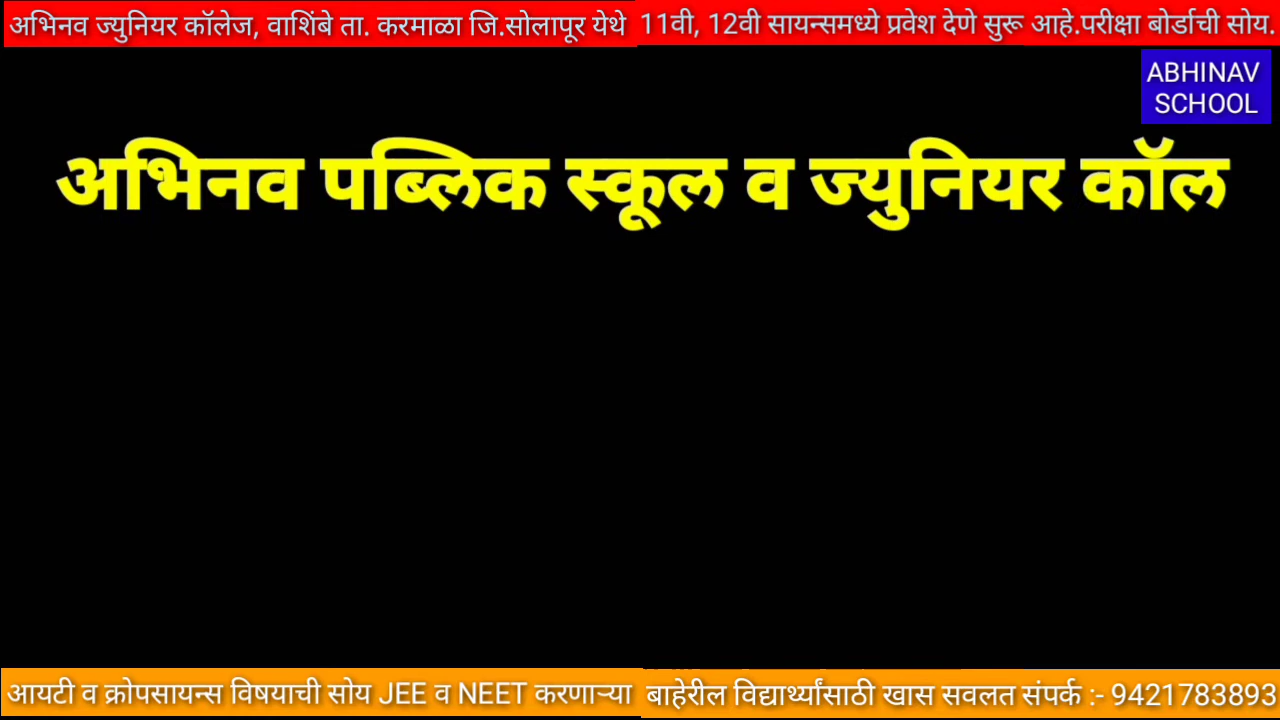 अभिनव ज्युनियर कॉलेज, वाशिंबे ता. करमाळा जि.सोलापूर येथे 11वी, 12वी सायन्समध्ये प्रवेश देणे सुरू आहे.परीक्षा बोर्डाची सोय.
ABHINAV
SCHOOL
अभिनव पब्लिक स्कूल व ज्युनियर कॉल
आयटी व क्रोपसायन्स विषयाची सोय JEE व NEET करणाऱ्या बाहेरील विद्यार्थ्यांसाठी खास सवलत संपर्क :- 9421783893